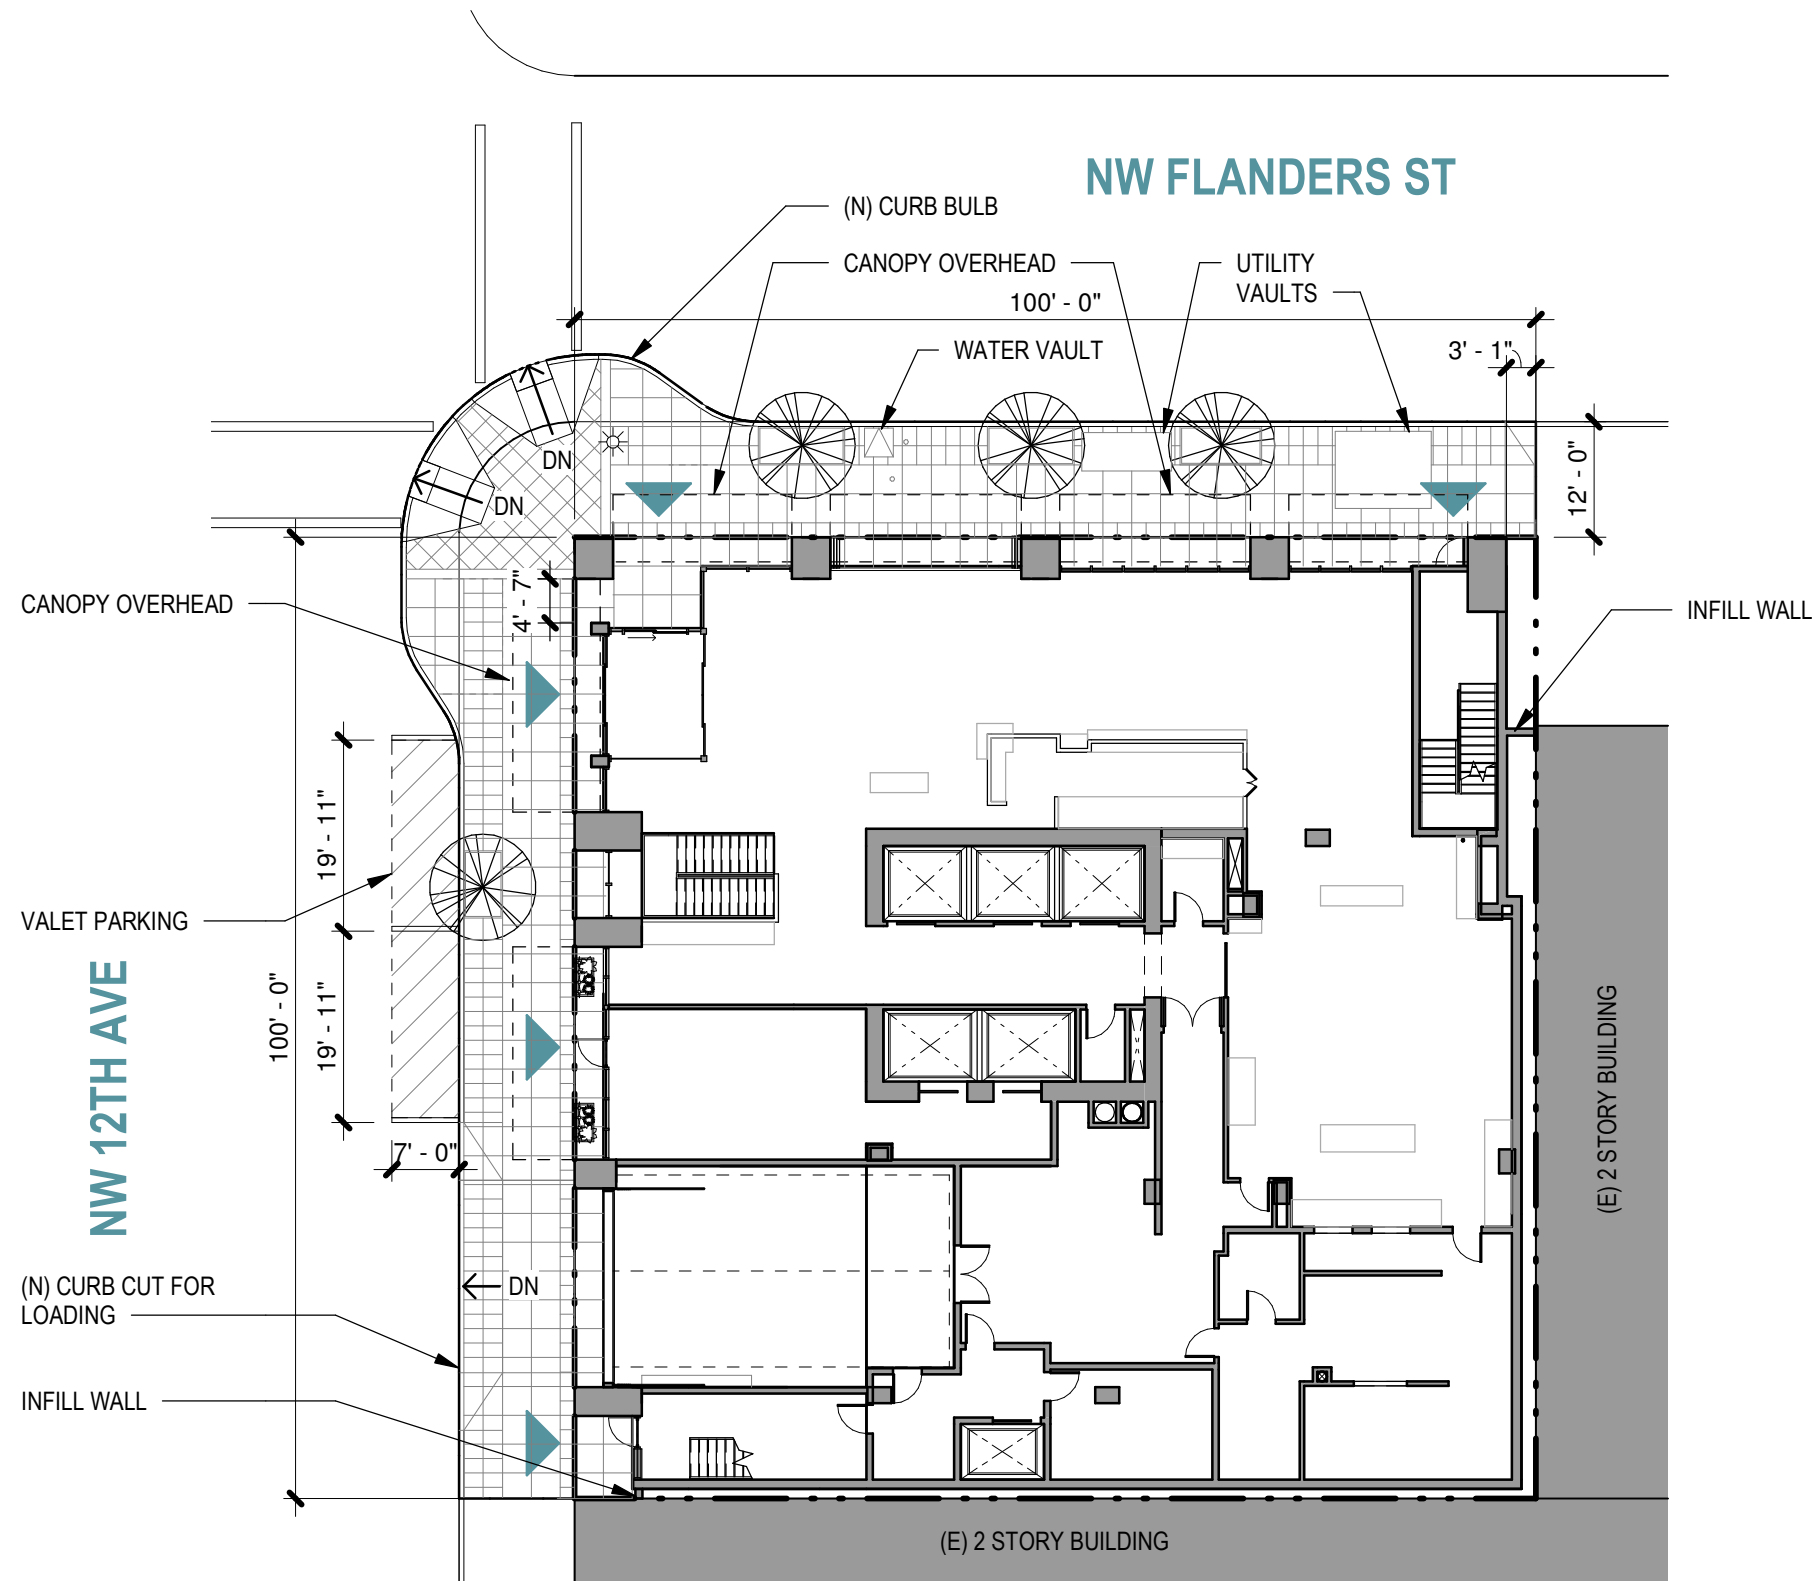 NW FLANDERS ST
(N) CURB BULB
CANOPY OVERHEAD
UTILITY
VAULTS
100' - 0"
WATER VAULT
3' - 1"
12' - 0"
DN
DN
4' - 7"
CANOPY OVERHEAD
INFILL WALL
19' - 11"
VALET PARKING
NW 12TH AVE
100' - 0"
19' - 11"
7' - 0"
(E) 2 STORY BUILDING
(N) CURB CUT FOR
LOADING
DN
INFILL WALL
(E) 2 STORY BUILDING